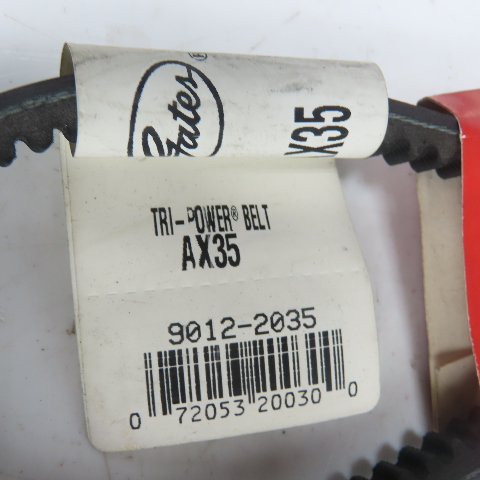 Gates®
X35
TRI-POWER® BELT
AX35
9012-2035
0 72053 20030 0